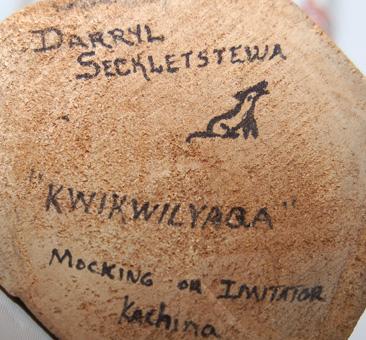 DARRYL
SECKLETSTEWA
"KWIKWILYAQA"
MOCKING OR IMITATOR
Kachina